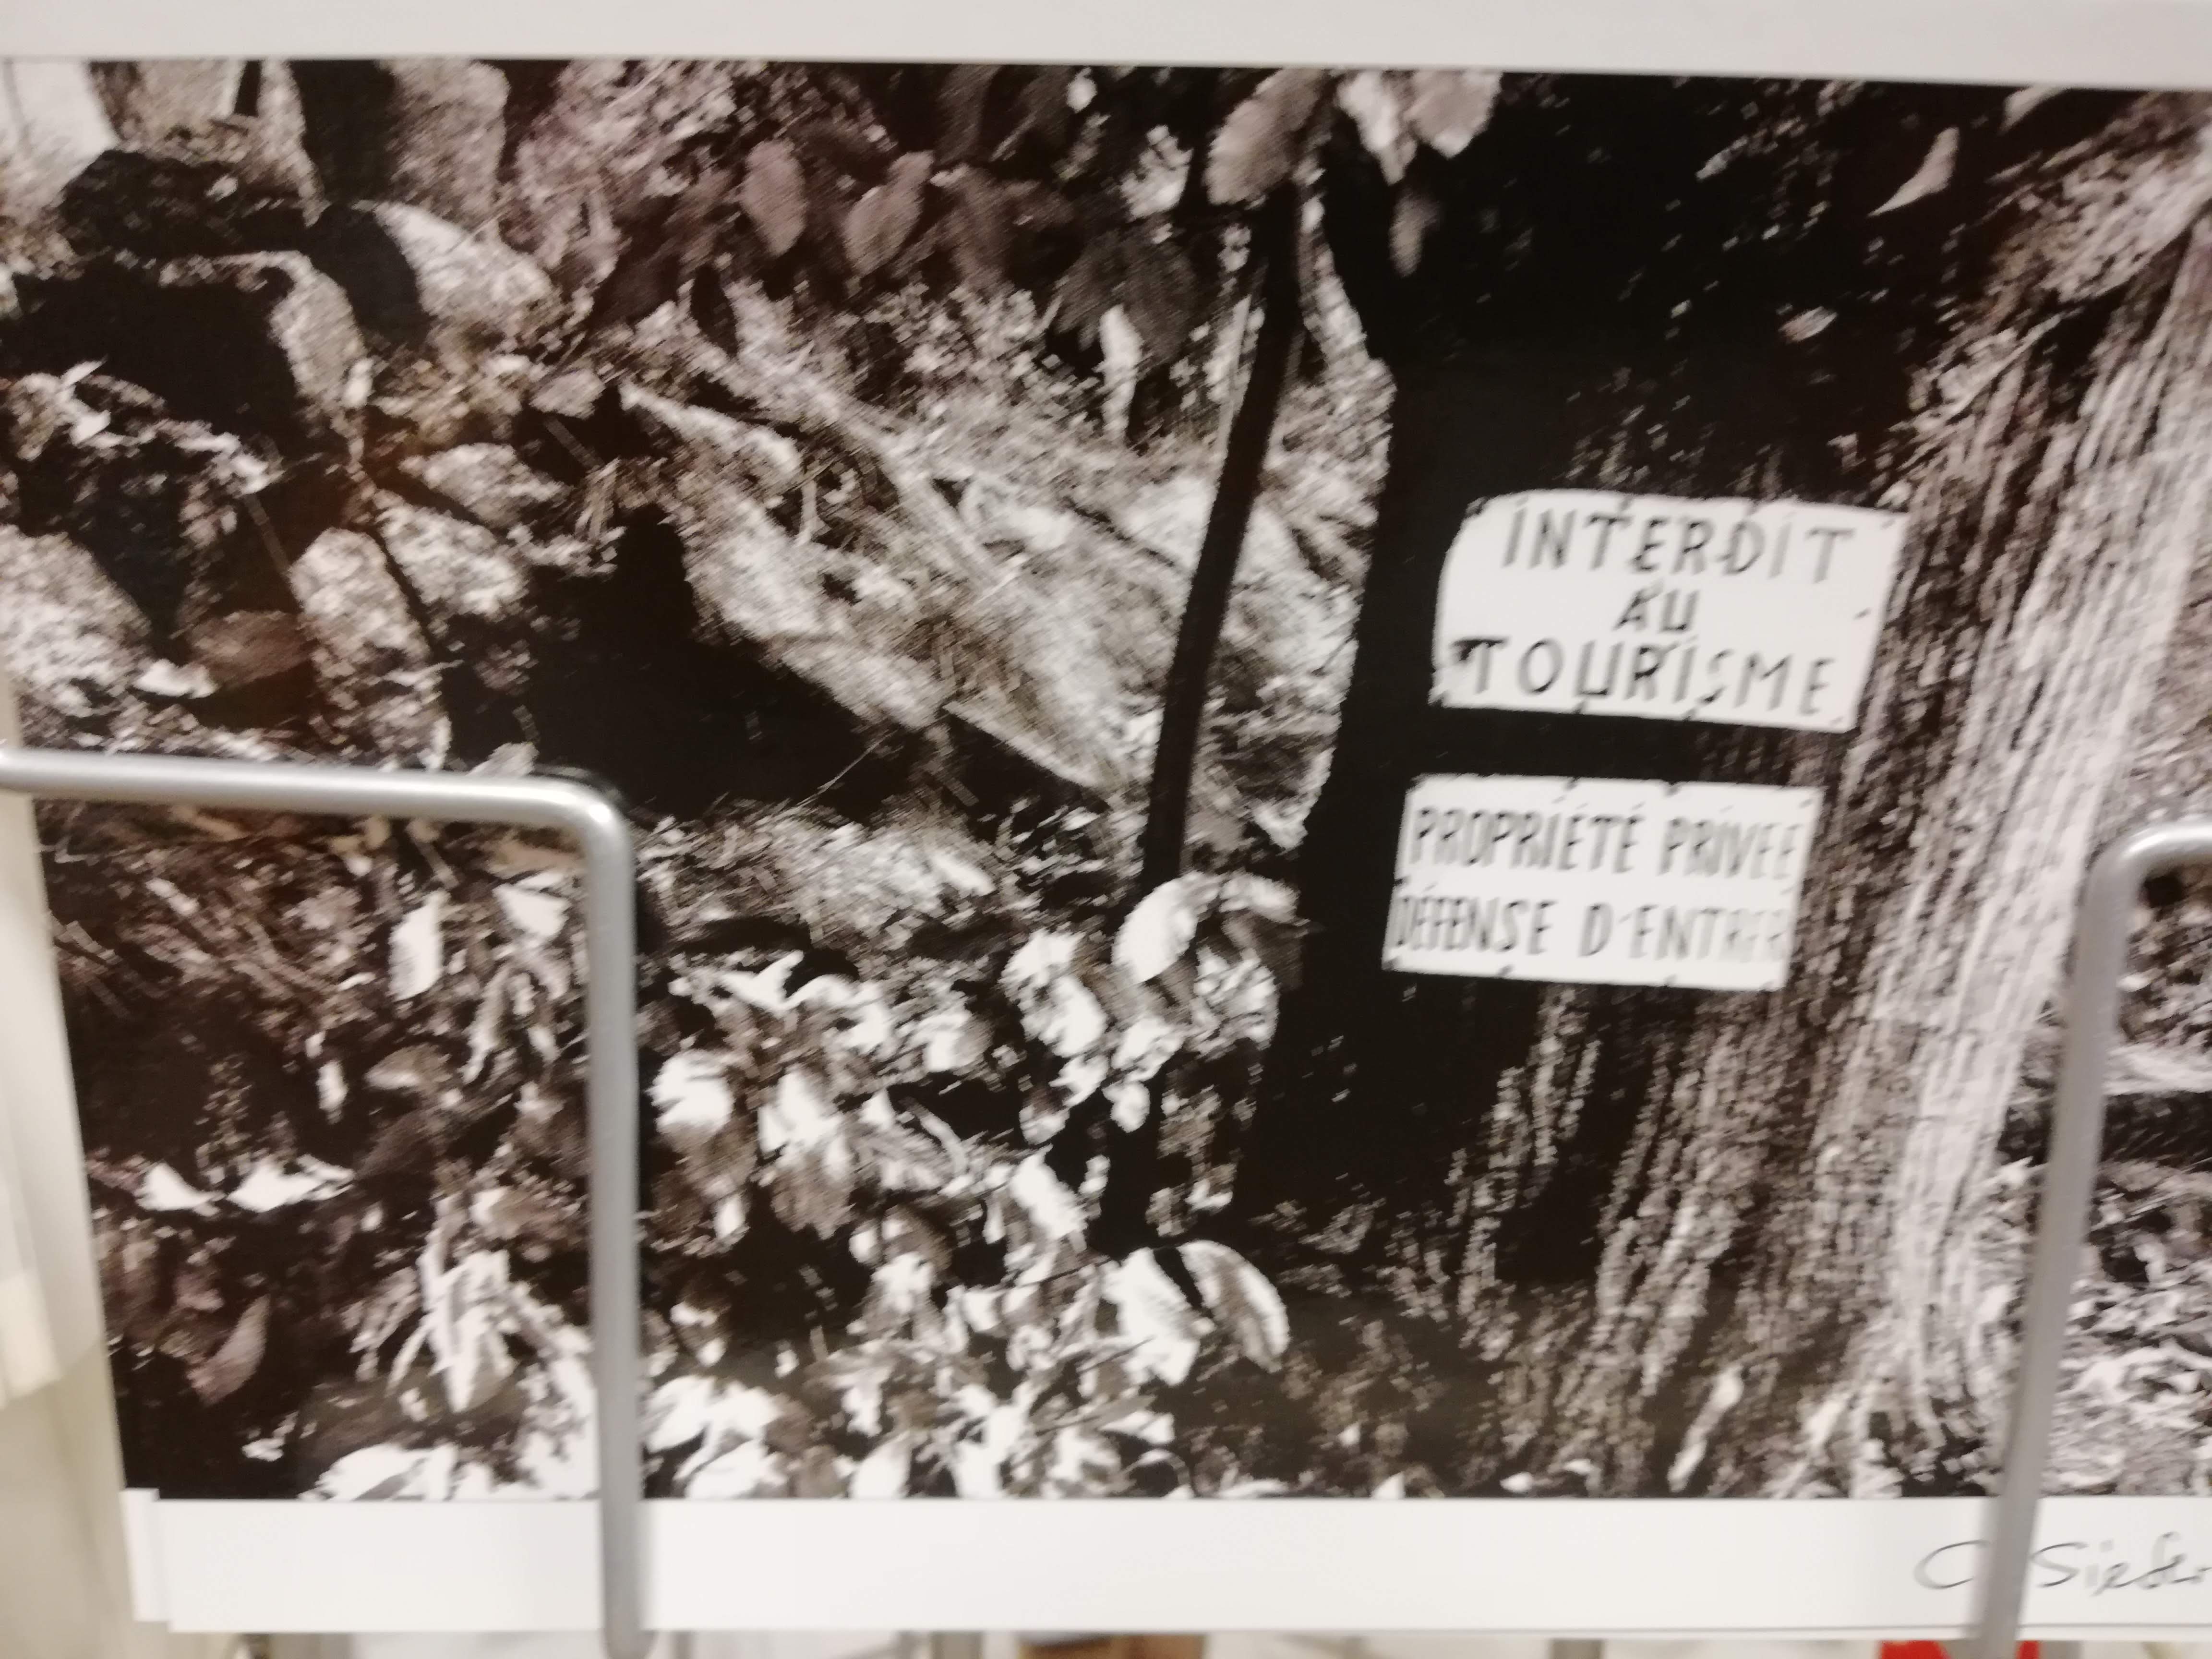 INTERDIT
AU
TOURISME
PROPRIÉTÉ PRIVÉE
DÉFENSE D'ENTRER